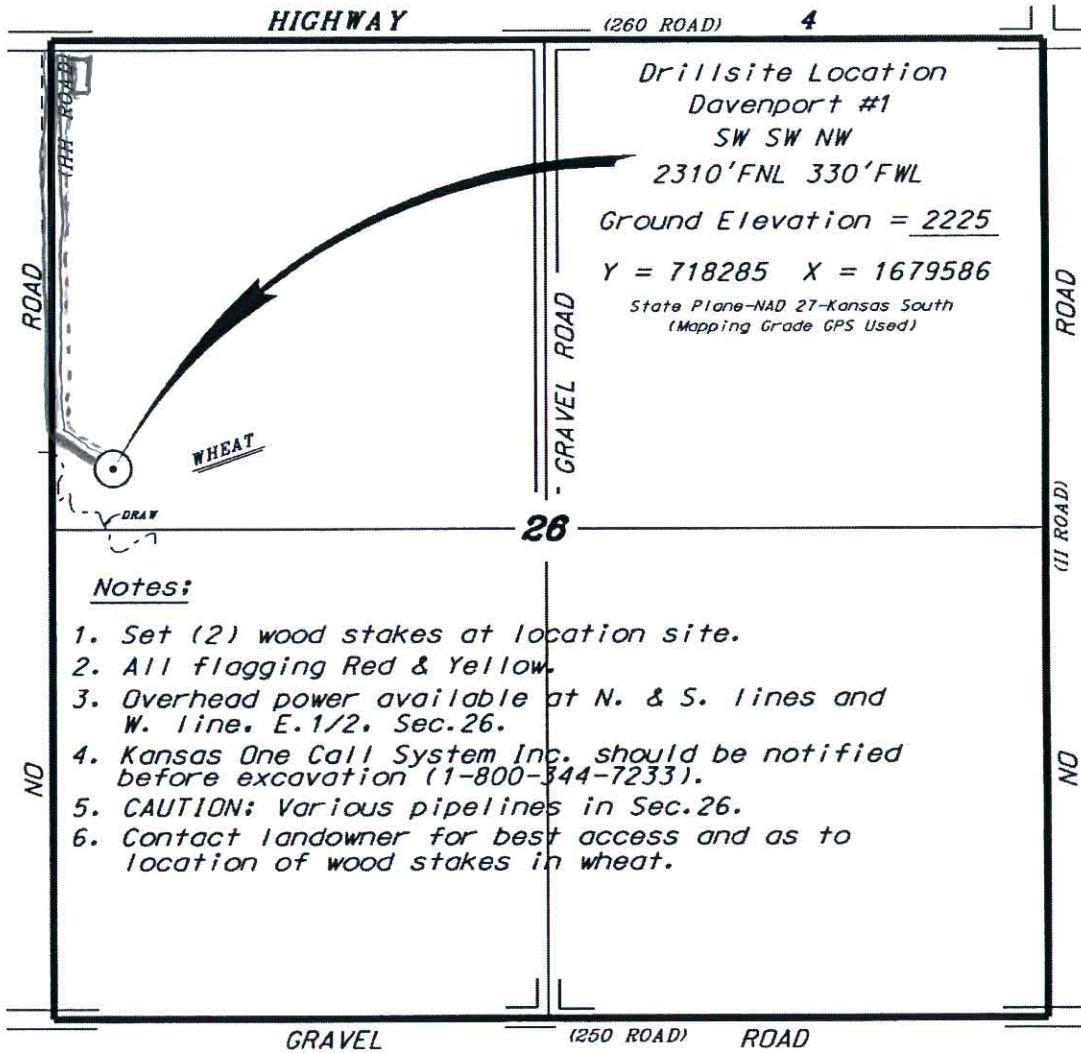 HIGHWAY (260 ROAD) 4
Drillsite Location
Davenport #1
SW SW NW
2310'FNL 330'FWL
Ground Elevation = 2225
Y = 718285 X = 1679586
State Plane-NAD 27-Kansas South
(Mapping Grade GPS Used)
(HH ROAD)
NO ROAD
GRAVEL ROAD
NO ROAD
(II ROAD)
WHEAT
DRAW
26
Notes:
1. Set (2) wood stakes at location site.
2. All flagging Red & Yellow.
3. Overhead power available at N. & S. lines and
W. line. E.1/2. Sec.26.
4. Kansas One Call System Inc. should be notified
before excavation (1-800-344-7233).
5. CAUTION: Various pipelines in Sec.26.
6. Contact landowner for best access and as to
location of wood stakes in wheat.
GRAVEL (250 ROAD) ROAD